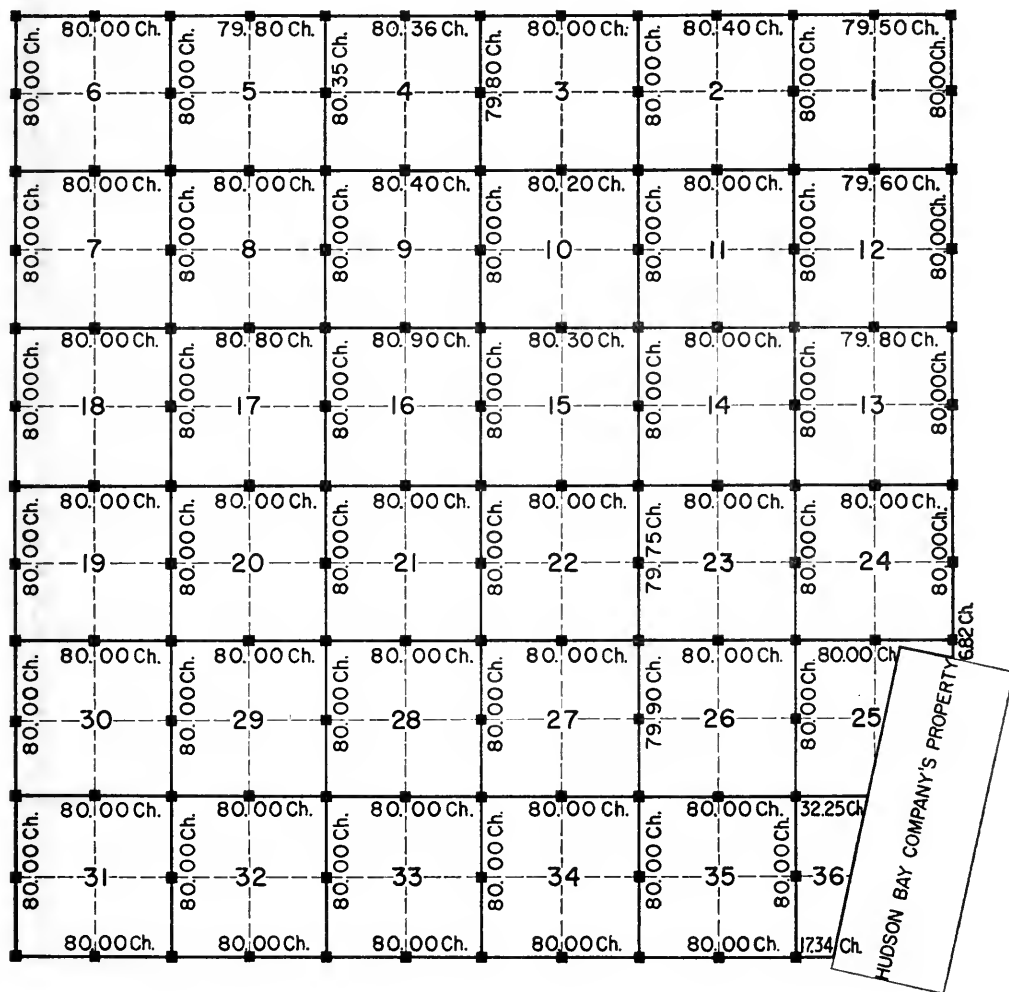 80.00 Ch. 79.80 Ch. 80.36 Ch. 80.00 Ch. 80.40 Ch. 79.50 Ch.
80.00 Ch. 80.00 Ch. 80.35 Ch. 79.80 Ch. 80.00 Ch. 80.00 Ch. 80.00 Ch.
6 5 4 3 2 1
80.00 Ch. 80.00 Ch. 80.40 Ch. 80.20 Ch. 80.00 Ch. 79.60 Ch.
80.00 Ch. 80.00 Ch. 80.00 Ch. 80.00 Ch. 80.00 Ch. 80.00 Ch. 80.00 Ch.
7 8 9 10 11 12
80.00 Ch. 80.80 Ch. 80.90 Ch. 80.30 Ch. 80.00 Ch. 79.80 Ch.
80.00 Ch. 80.00 Ch. 80.00 Ch. 80.00 Ch. 80.00 Ch. 80.00 Ch. 80.00 Ch.
18 17 16 15 14 13
80.00 Ch. 80.00 Ch. 80.00 Ch. 80.00 Ch. 80.00 Ch. 80.00 Ch.
80.00 Ch. 80.00 Ch. 80.00 Ch. 80.00 Ch. 79.75 Ch. 80.00 Ch. 80.00 Ch.
19 20 21 22 23 24
80.00 Ch. 80.00 Ch. 80.00 Ch. 80.00 Ch. 80.00 Ch. 80.00 Ch
6.82 Ch.
80.00 Ch. 80.00 Ch. 80.00 Ch. 80.00 Ch. 79.90 Ch. 80.00 Ch.
30 29 28 27 26 25
HUDSON BAY COMPANY'S PROPERTY
80.00 Ch. 80.00 Ch. 80.00 Ch. 80.00 Ch. 80.00 Ch. 32.25 Ch
80.00 Ch. 80.00 Ch. 80.00 Ch. 80.00 Ch. 80.00 Ch. 80.00 Ch.
31 32 33 34 35 36
80.00 Ch. 80.00 Ch. 80.00 Ch. 80.00 Ch. 80.00 Ch. 17.34 Ch.